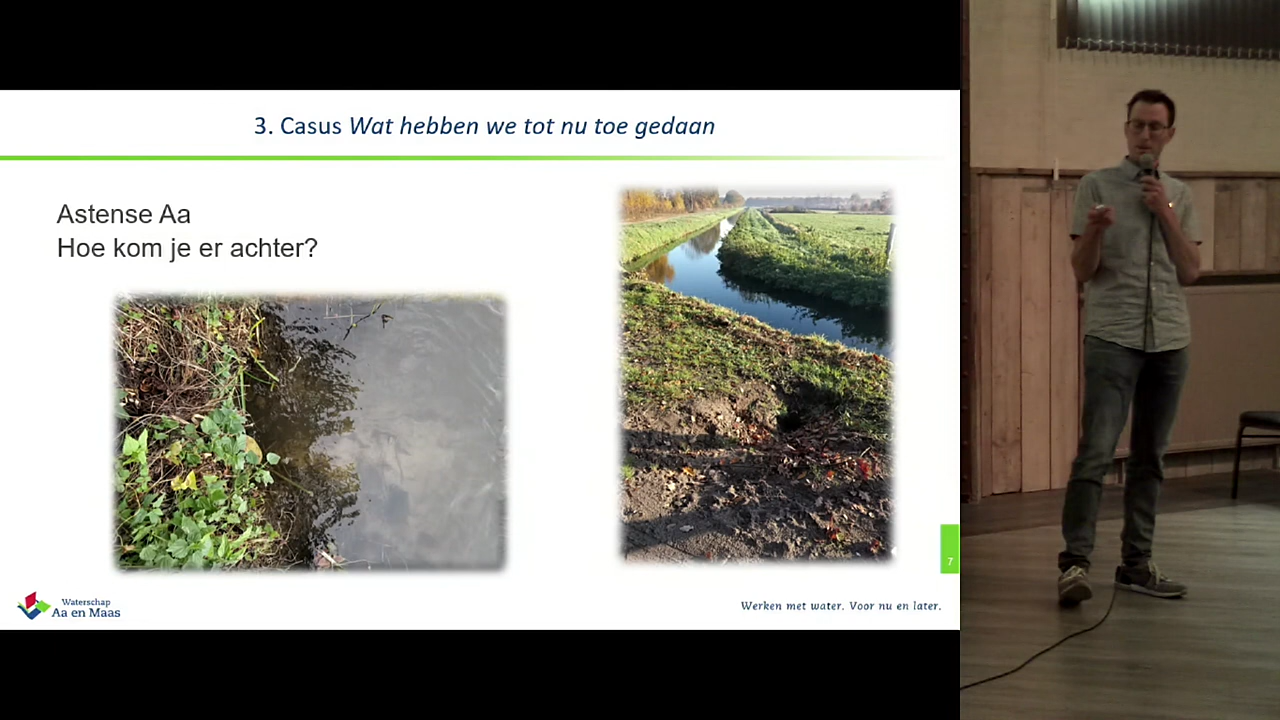 3. Casus Wat hebben we tot nu toe gedaan
Astense Aa
Hoe kom je er achter?
7
Waterschap
Aa en Maas
Werken met water. Voor nu en later.